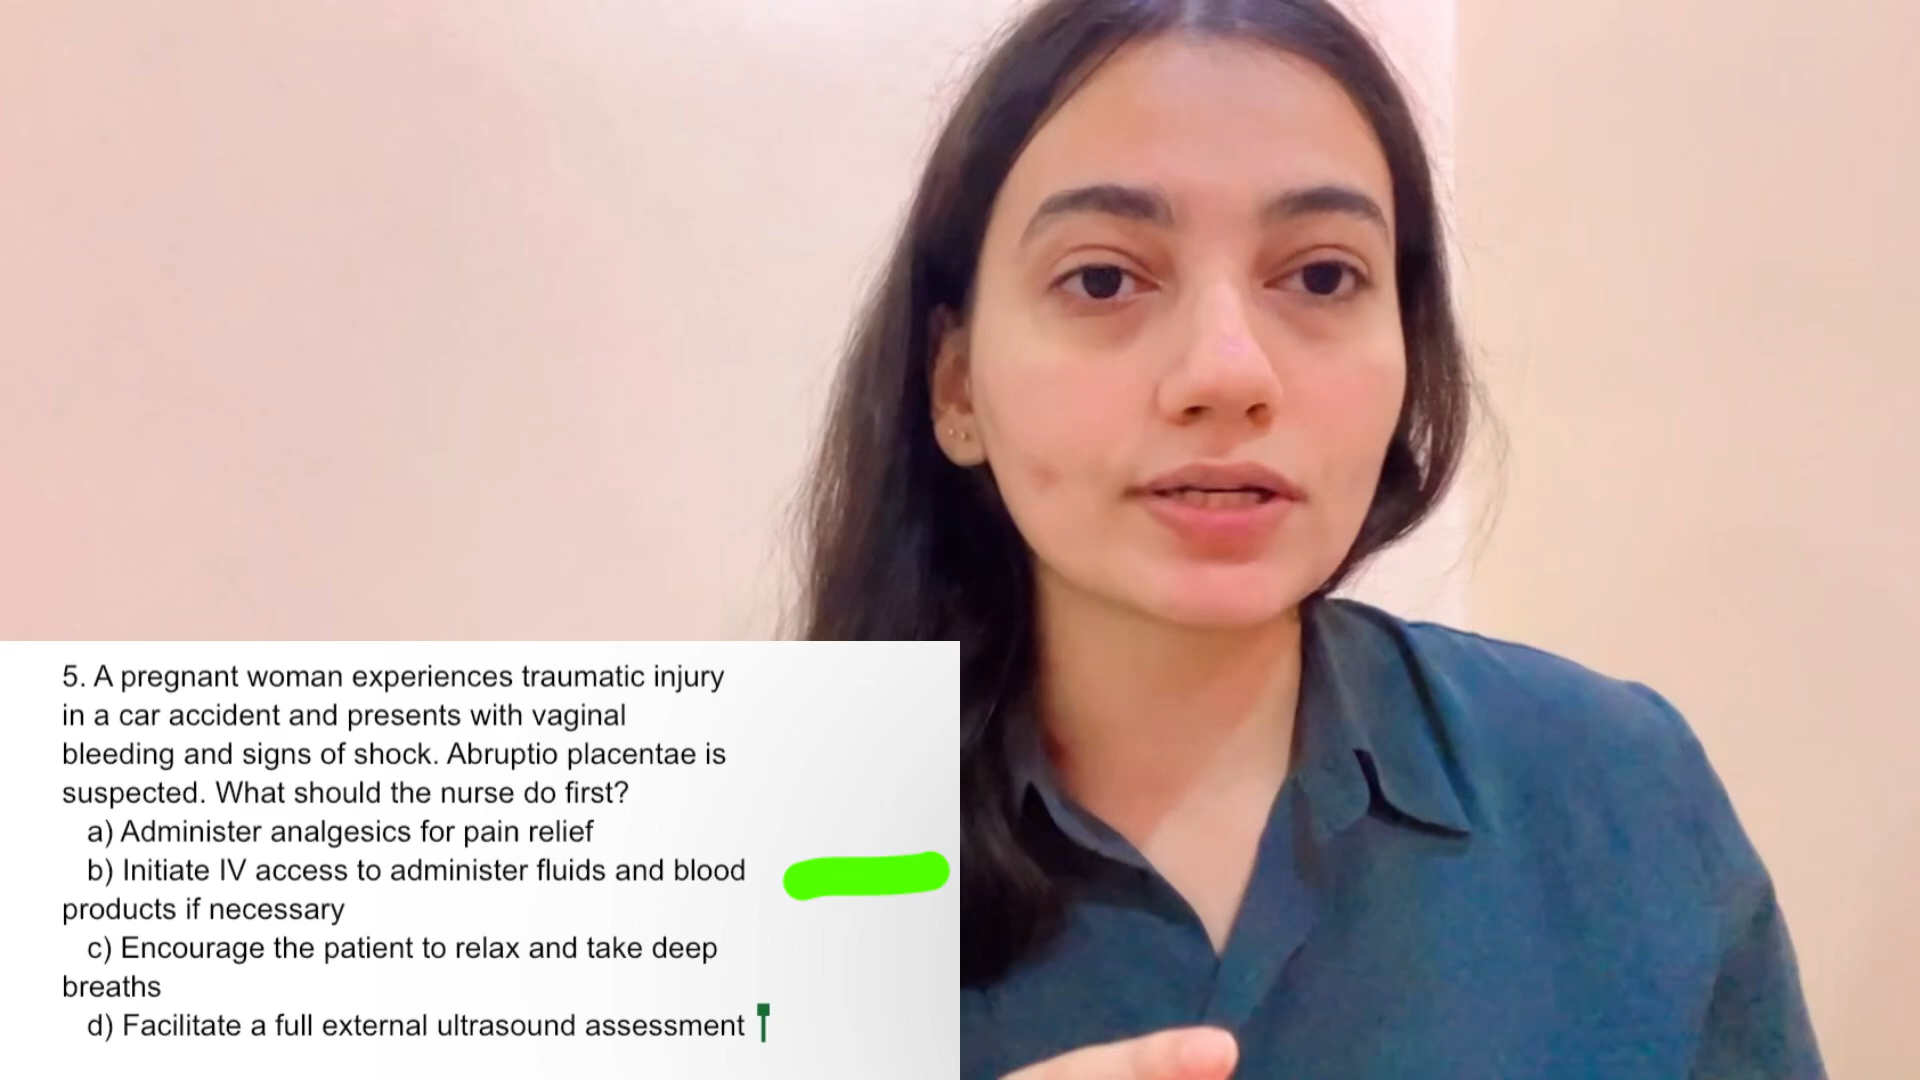 5. A pregnant woman experiences traumatic injury
in a car accident and presents with vaginal
bleeding and signs of shock. Abruptio placentae is
suspected. What should the nurse do first?
a) Administer analgesics for pain relief
b) Initiate IV access to administer fluids and blood
products if necessary
c) Encourage the patient to relax and take deep
breaths
d) Facilitate a full external ultrasound assessment